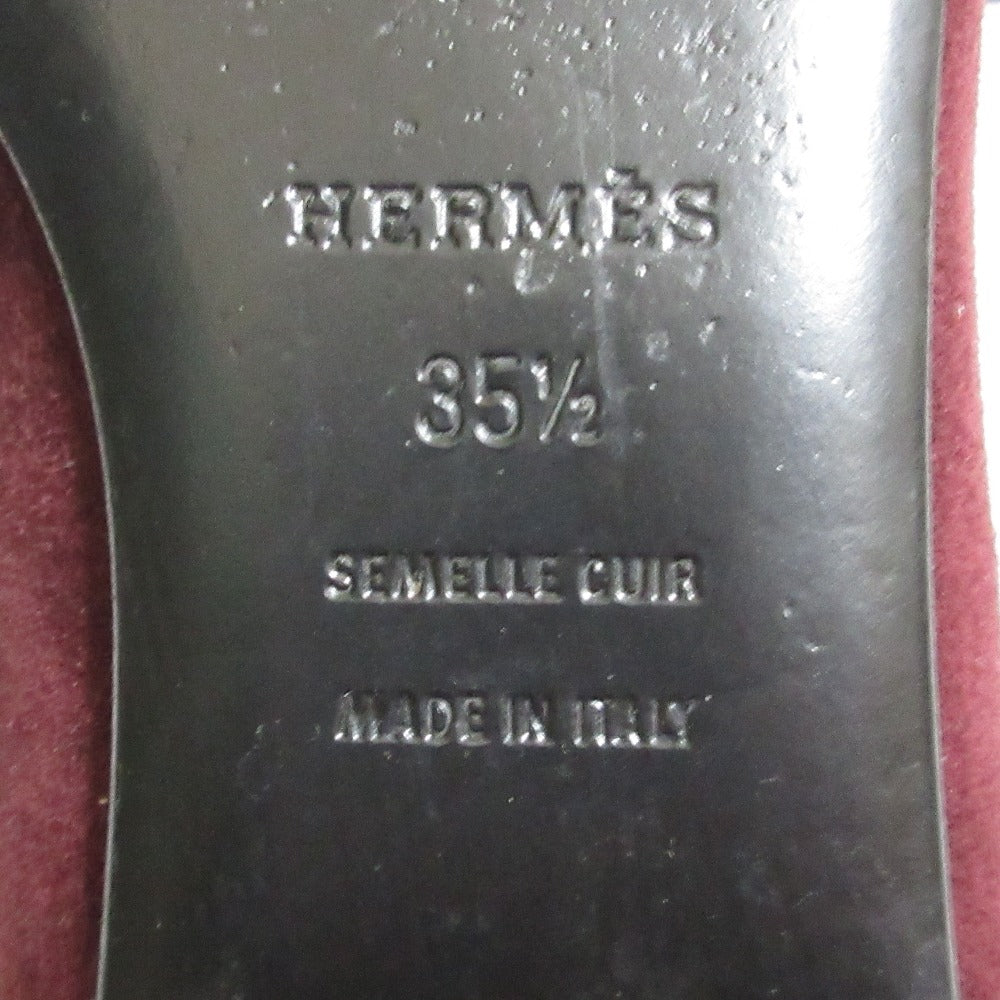 HERMÈS
35½
SEMELLE CUIR
MADE IN ITALY